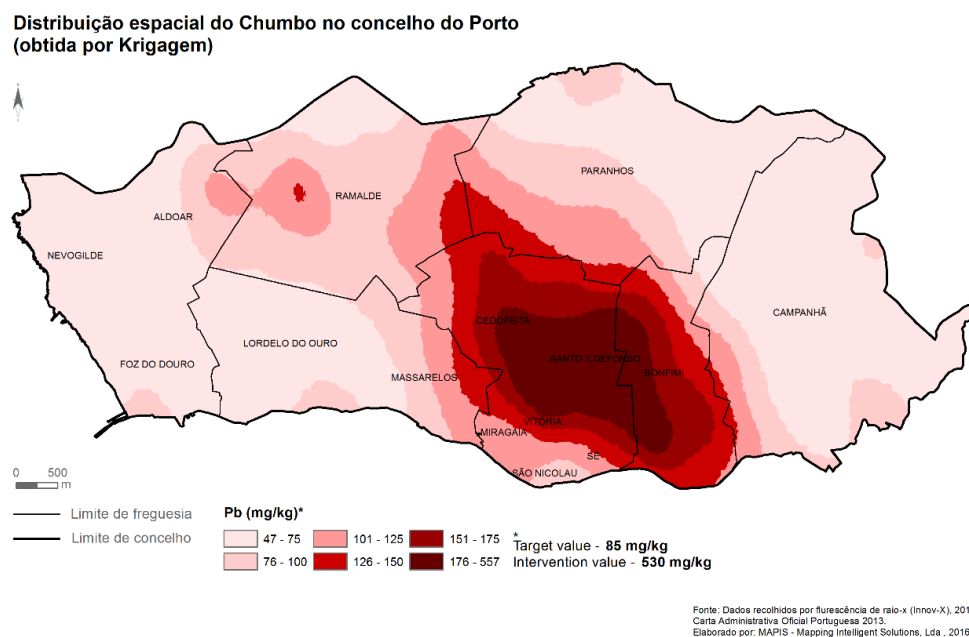 Distribuição espacial do Chumbo no concelho do Porto
(obtida por Krigagem)
PARANHOS
RAMALDE
ALDOAR
NEVOGILDE
CAMPANHÃ
CEDOFEITA
LORDELO DO OURO
SANTO ILDEFONSO
FOZ DO DOURO
BONFIM
MASSARELOS
VITÓRIA
MIRAGAIA
SÉ
SÃO NICOLAU
0 500
m
Limite de freguesia
Limite de concelho
Pb (mg/kg)*
47 - 75
101 - 125
151 - 175
76 - 100
126 - 150
176 - 557
*
Target value - 85 mg/kg
Intervention value - 530 mg/kg
Fonte: Dados recolhidos por flurescência de raio-x (Innov-X), 201
Carta Administrativa Oficial Portuguesa 2013.
Elaborado por: MAPIS - Mapping Intelligent Solutions, Lda , 2016